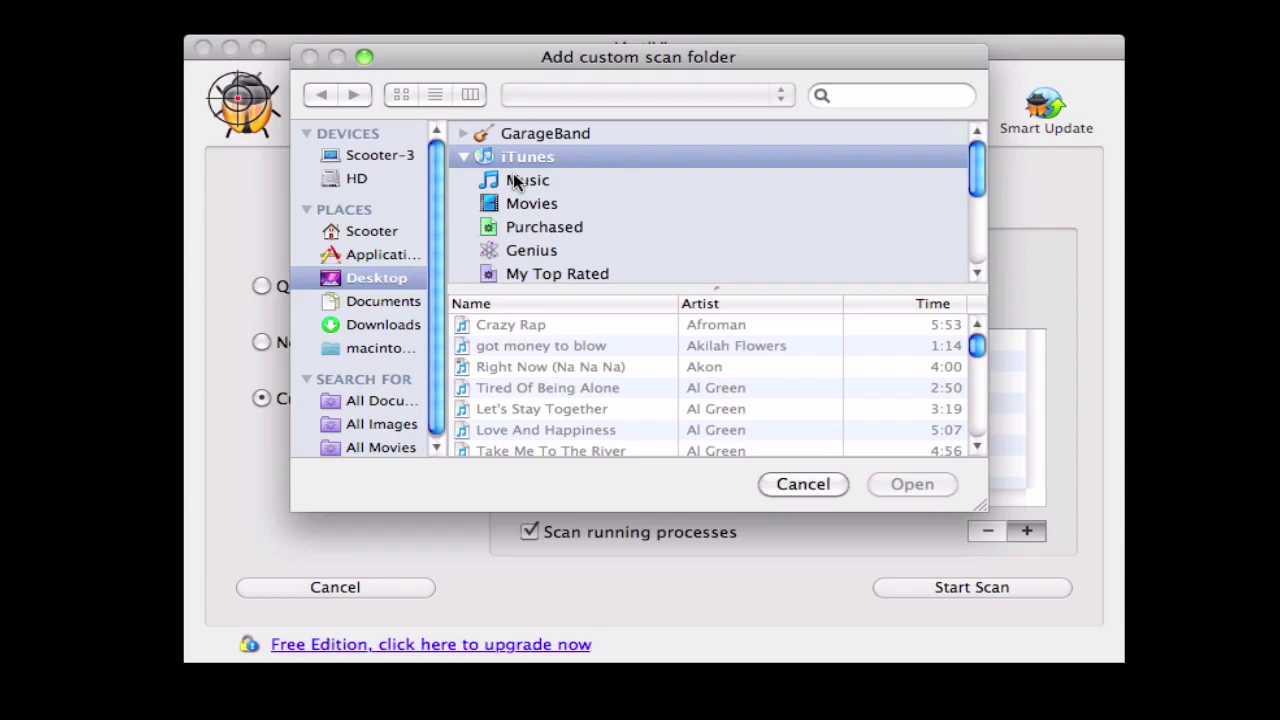 Add custom scan folder
Smart Update
DEVICES
Scooter-3
HD
PLACES
Scooter
Applicati...
Desktop
Documents
Downloads
macinto...
SEARCH FOR
All Docu...
All Images
All Movies
GarageBand
iTunes
Music
Movies
Purchased
Genius
My Top Rated
Name Artist Time
Crazy Rap Afroman 5:53
got money to blow Akilah Flowers 1:14
Right Now (Na Na Na) Akon 4:00
Tired Of Being Alone Al Green 2:50
Let's Stay Together Al Green 3:19
Love And Happiness Al Green 5:07
Take Me To The River Al Green 4:56
Cancel Open
Scan running processes
− +
Cancel Start Scan
Free Edition, click here to upgrade now